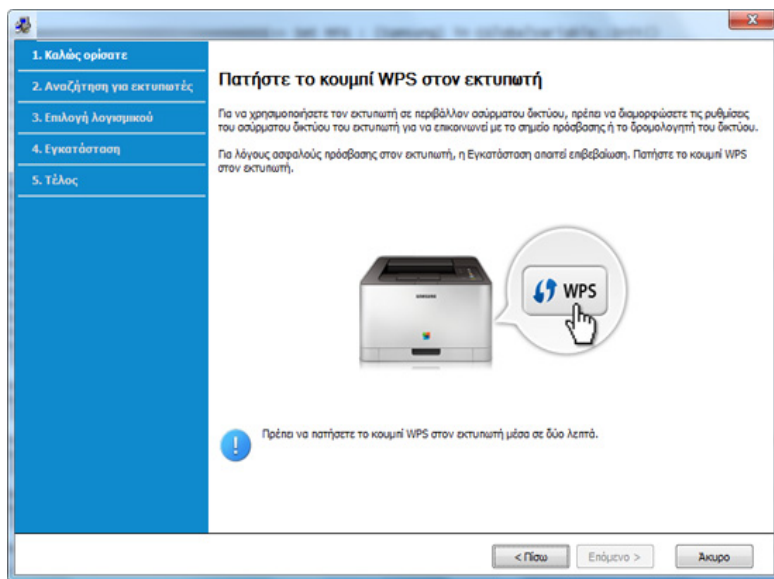 1. Καλώς ορίσατε
2. Αναζήτηση για εκτυπωτές
3. Επιλογή λογισμικού
4. Εγκατάσταση
5. Τέλος
Πατήστε το κουμπί WPS στον εκτυπωτή
Για να χρησιμοποιήσετε τον εκτυπωτή σε περιβάλλον ασύρματου δικτύου, πρέπει να διαμορφώσετε τις ρυθμίσεις
του ασύρματου δικτύου του εκτυπωτή για να επικοινωνεί με το σημείο πρόσβασης ή το δρομολογητή του δικτύου.
Για λόγους ασφαλούς πρόσβασης στον εκτυπωτή, η Εγκατάσταση απαιτεί επιβεβαίωση. Πατήστε το κουμπί WPS
στον εκτυπωτή.
SAMSUNG
WPS
Πρέπει να πατήσετε το κουμπί WPS στον εκτυπωτή μέσα σε δύο λεπτά.
< Πίσω
Επόμενο >
Άκυρο